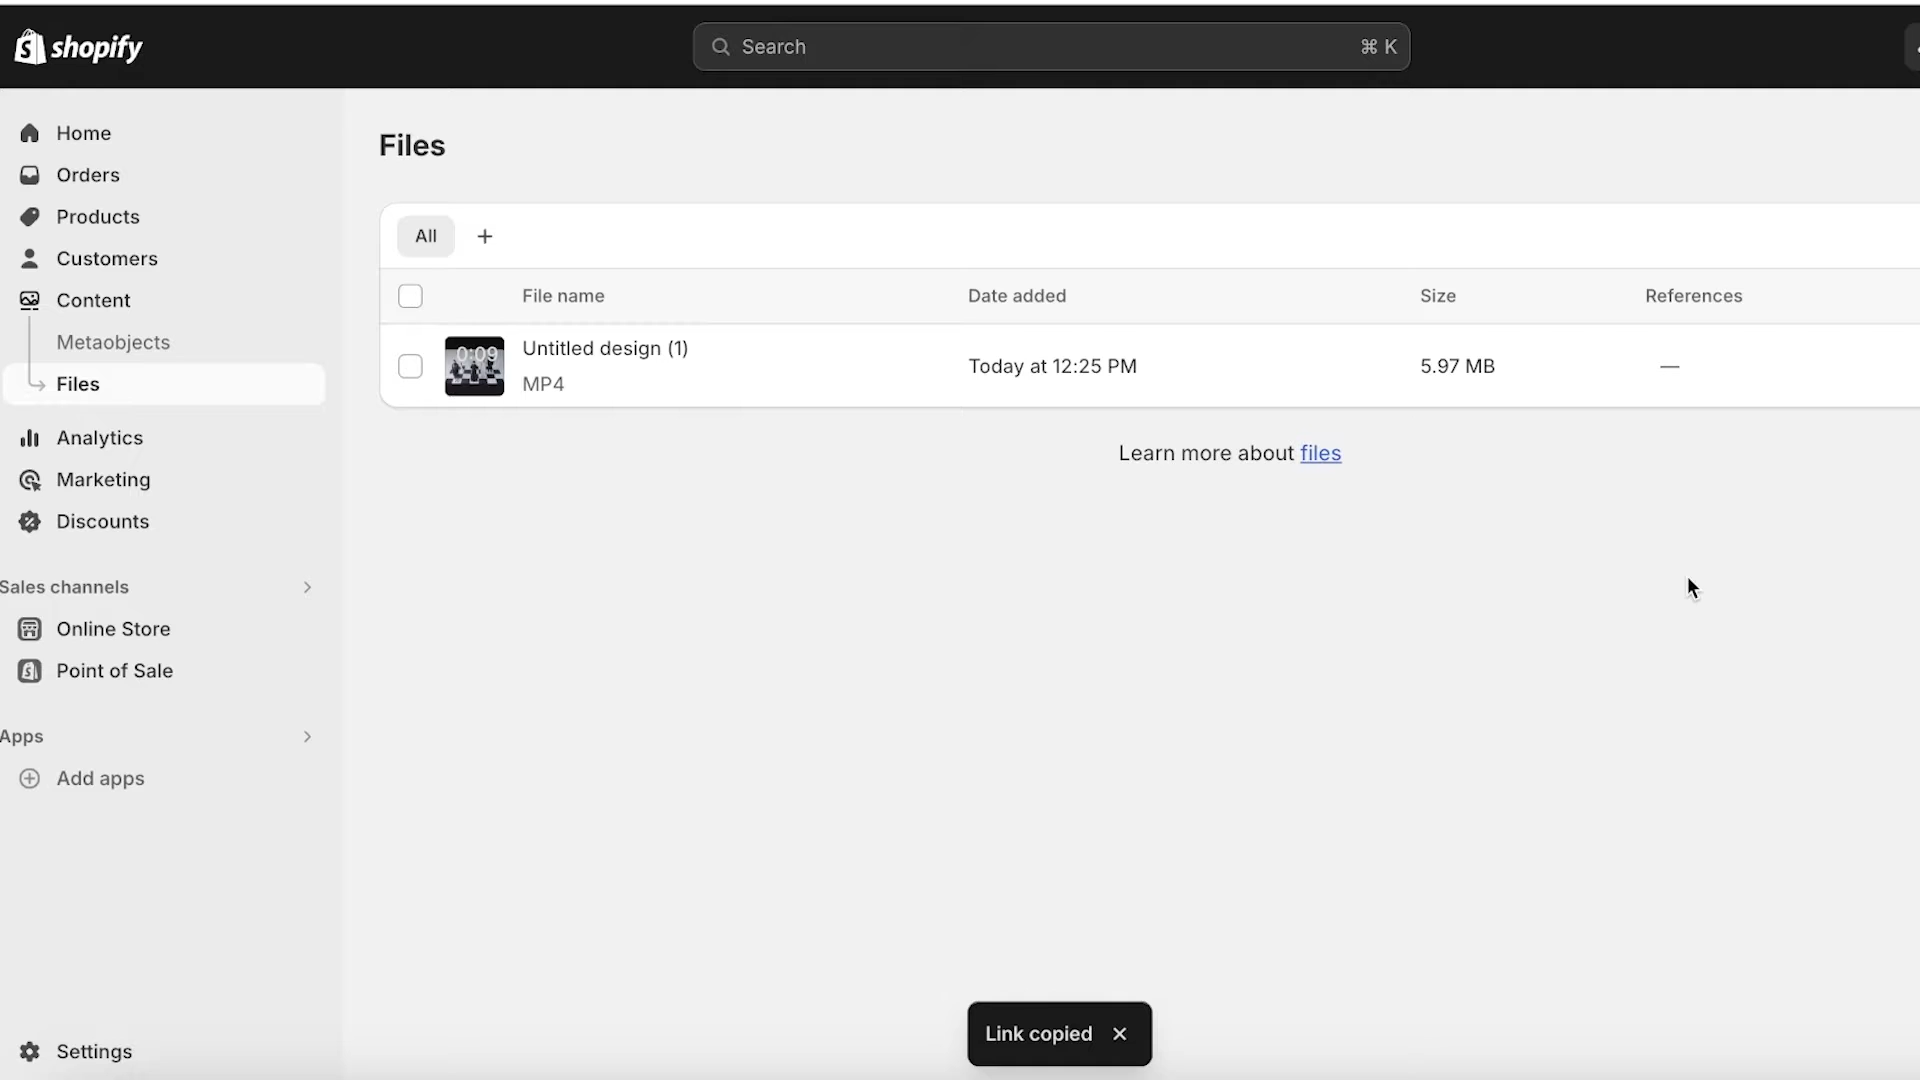 shopify
Search
⌘ K
Home
Orders
Products
Customers
Content
Metaobjects
Files
Analytics
Marketing
Discounts
Sales channels
Online Store
Point of Sale
Apps
Add apps
Settings
Files
All
+
File name
Date added
Size
References
0:09
Untitled design (1)
MP4
Today at 12:25 PM
5.97 MB
—
Learn more about files
Link copied